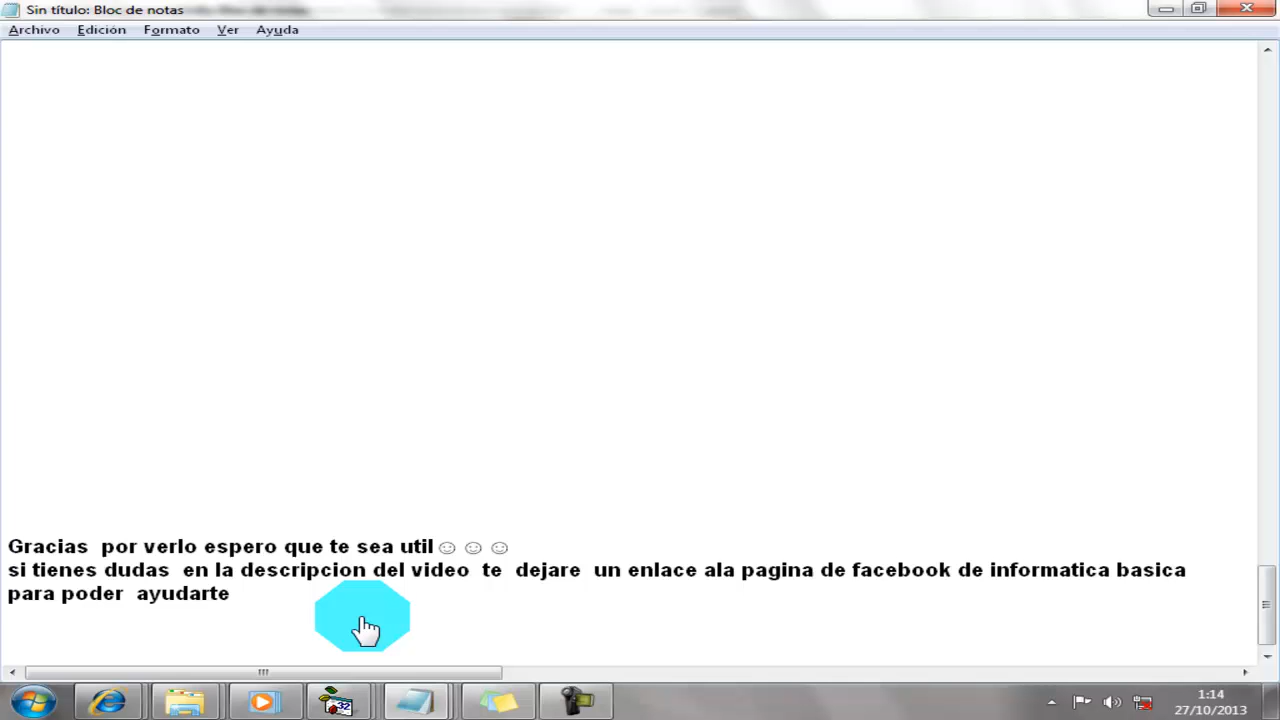 Sin título: Bloc de notas
Archivo Edición Formato Ver Ayuda
Gracias por verlo espero que te sea util☺☺☺
si tienes dudas en la descripcion del video te dejare un enlace ala pagina de facebook de informatica basica
para poder ayudarte
32
1:14
27/10/2013